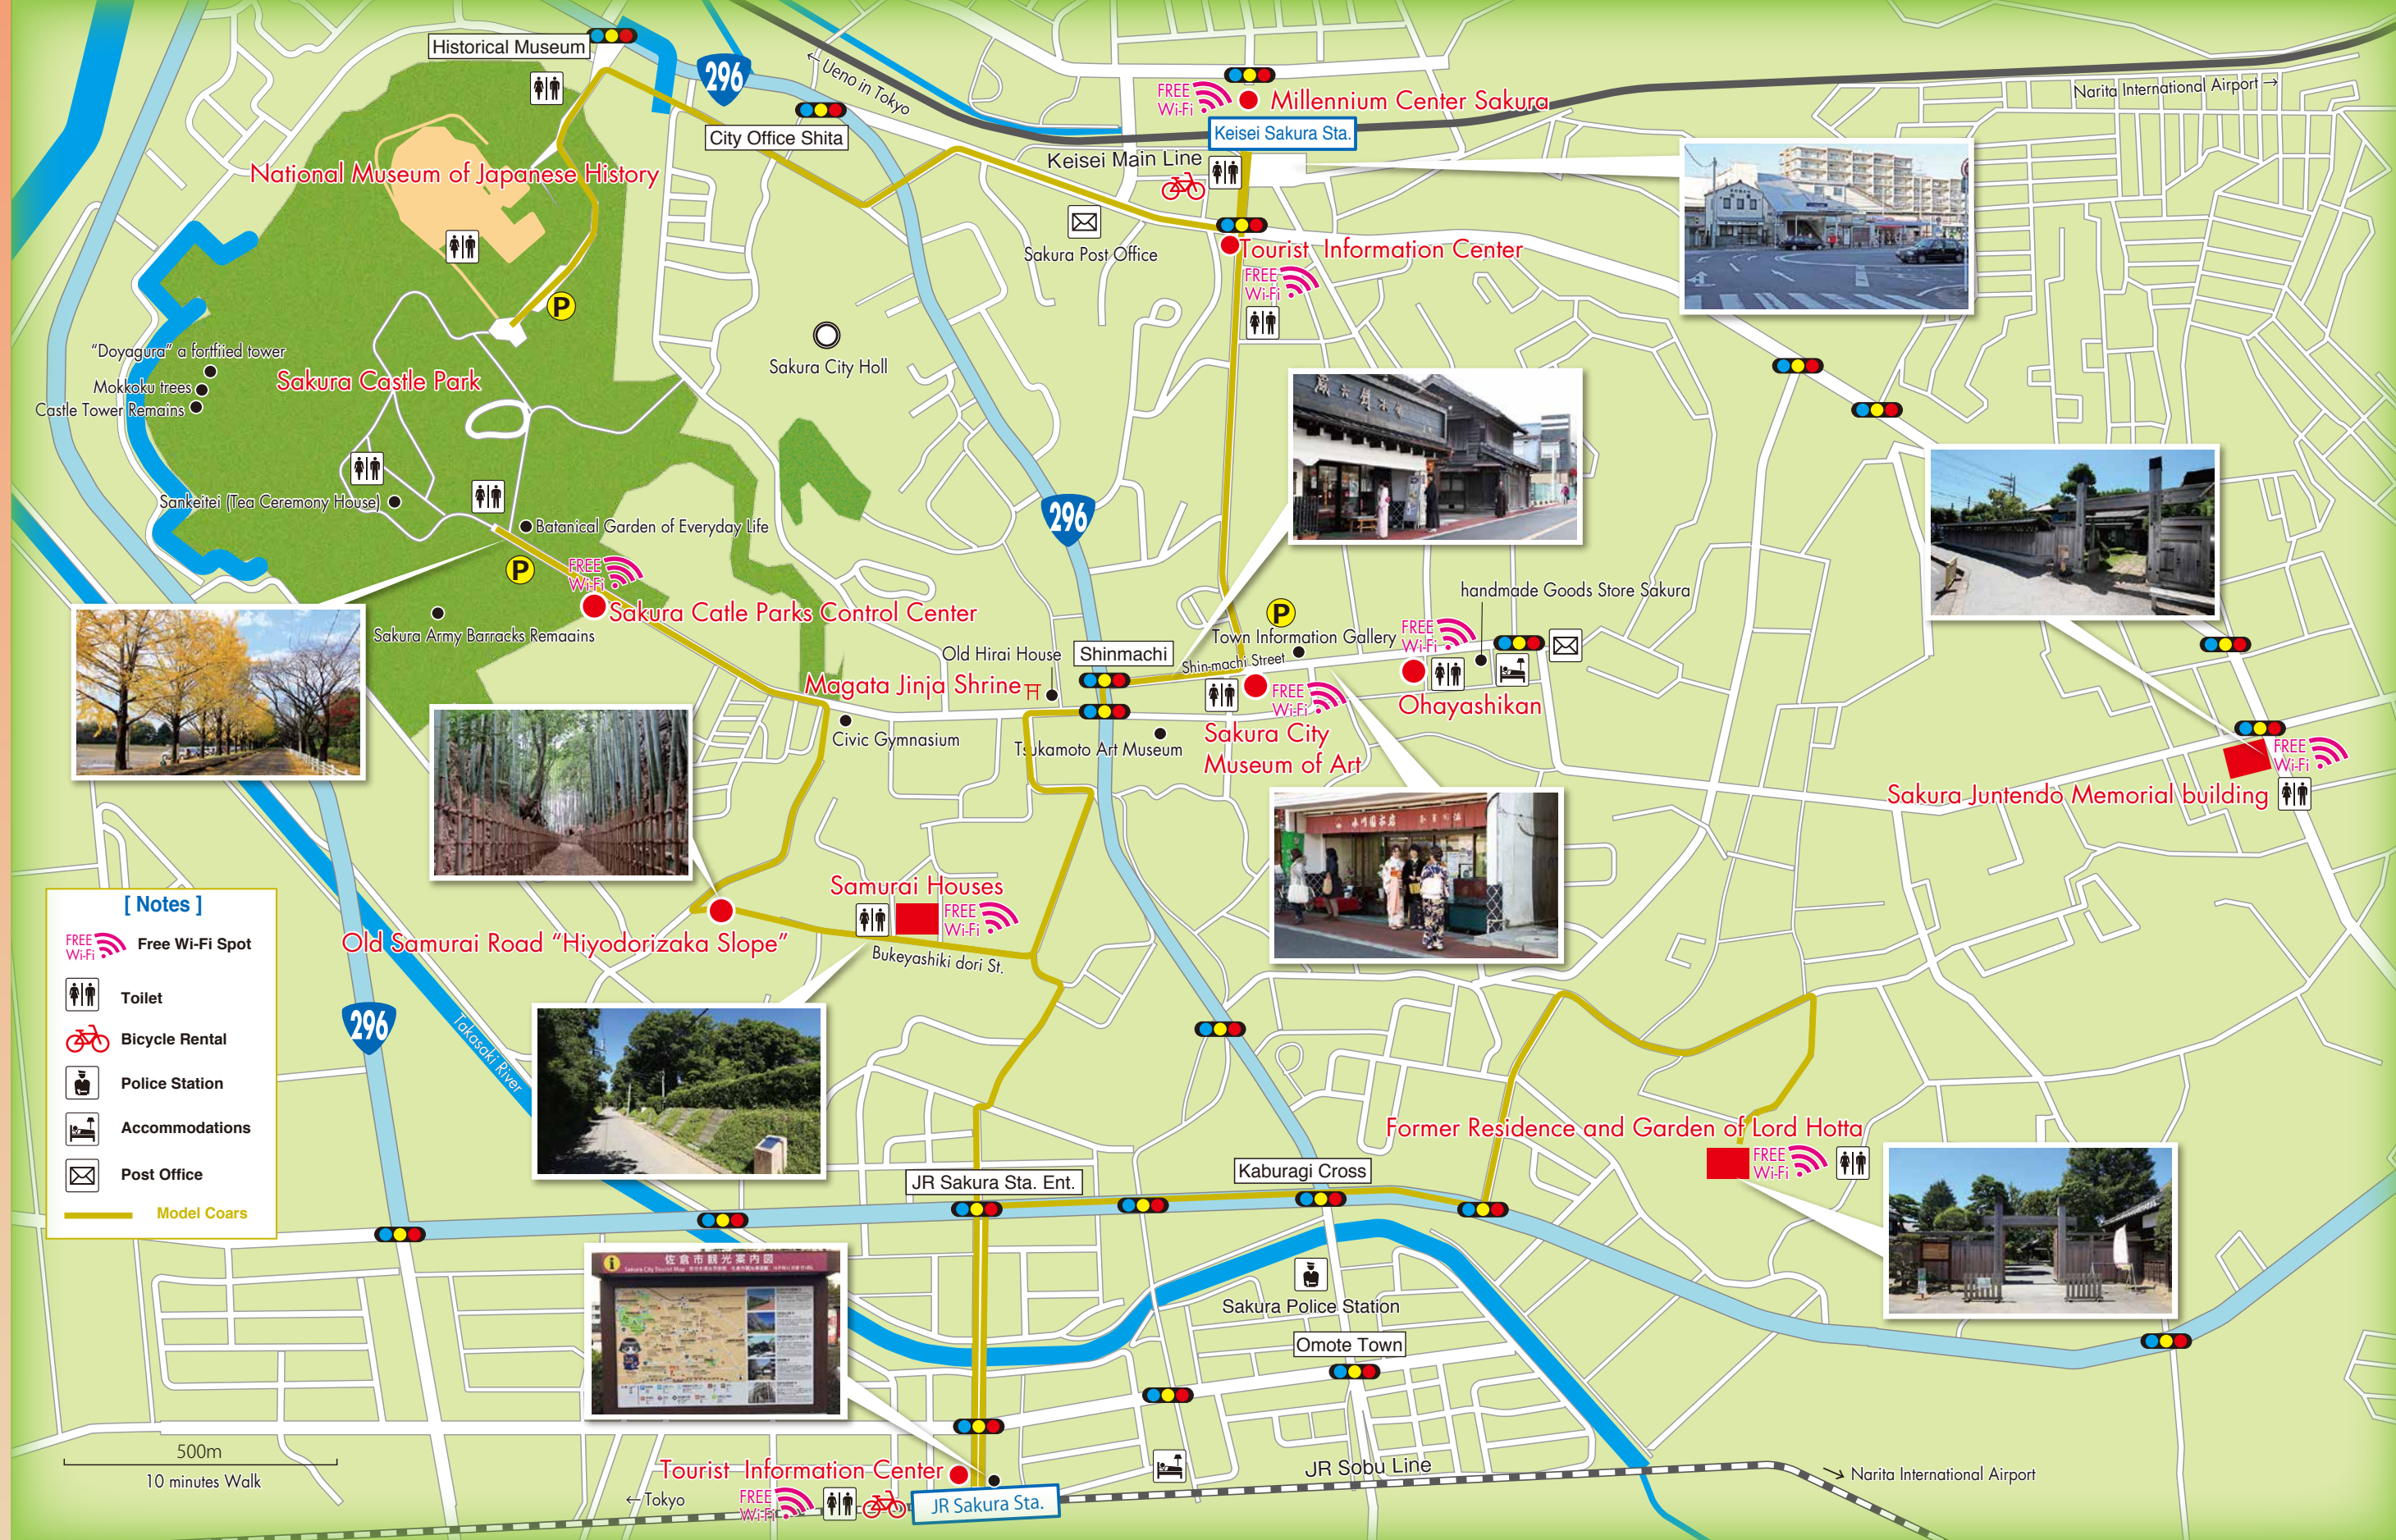 Historical Museum
296
← Ueno in Tokyo
FREE
Wi-Fi
Millennium Center Sakura
Narita International Airport →
City Office Shita
Keisei Sakura Sta.
Keisei Main Line
National Museum of Japanese History
Sakura Post Office
Tourist Information Center
FREE
Wi-Fi
P
Sakura City Holl
"Doyagura" a fortfiied tower
Mokkoku trees
Castle Tower Remains
Sakura Castle Park
Sankeitei (Tea Ceremony House)
Batanical Garden of Everyday Life
296
P
FREE
Wi-Fi
Sakura Catle Parks Control Center
Sakura Army Barracks Remaains
handmade Goods Store Sakura
P
Town Information Gallery
FREE
Wi-Fi
Old Hirai House
Shinmachi
Shin-machi Street
Magata Jinja Shrine
FREE
Wi-Fi
Ohayashikan
Civic Gymnasium
Tsukamoto Art Museum
Sakura City
Museum of Art
FREE
Wi-Fi
Sakura Juntendo Memorial building
Samurai Houses
FREE
Wi-Fi
Old Samurai Road "Hiyodorizaka Slope"
Bukeyashiki dori St.
[ Notes ]
FREE
Wi-Fi
Free Wi-Fi Spot
Toilet
Bicycle Rental
Police Station
Accommodations
Post Office
Model Coars
296
Takasaki River
Former Residence and Garden of Lord Hotta
FREE
Wi-Fi
JR Sakura Sta. Ent.
Kaburagi Cross
佐倉市観光案内図
Sakura City Tourist Map
Sakura Police Station
Omote Town
500m
10 minutes Walk
Tourist Information Center
FREE
Wi-Fi
← Tokyo
JR Sakura Sta.
JR Sobu Line
→ Narita International Airport